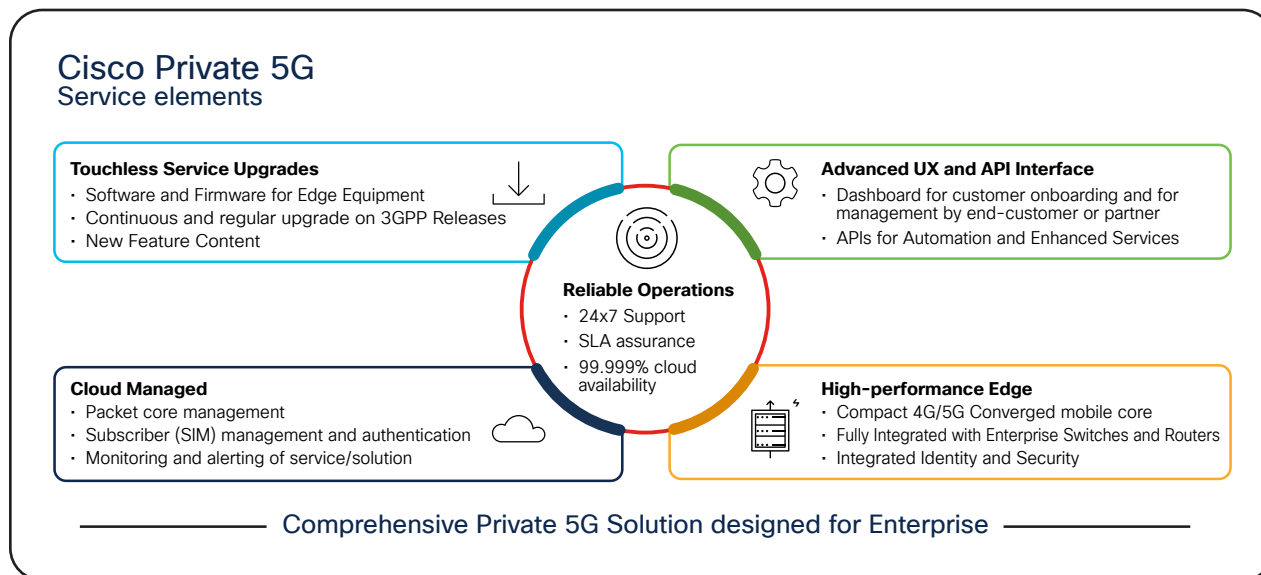 Cisco Private 5G
Service elements
Touchless Service Upgrades
· Software and Firmware for Edge Equipment
· Continuous and regular upgrade on 3GPP Releases
· New Feature Content
Advanced UX and API Interface
· Dashboard for customer onboarding and for
management by end-customer or partner
· APIs for Automation and Enhanced Services
Reliable Operations
· 24x7 Support
· SLA assurance
· 99.999% cloud
availability
Cloud Managed
· Packet core management
· Subscriber (SIM) management and authentication
· Monitoring and alerting of service/solution
High-performance Edge
· Compact 4G/5G Converged mobile core
· Fully Integrated with Enterprise Switches and Routers
· Integrated Identity and Security
Comprehensive Private 5G Solution designed for Enterprise